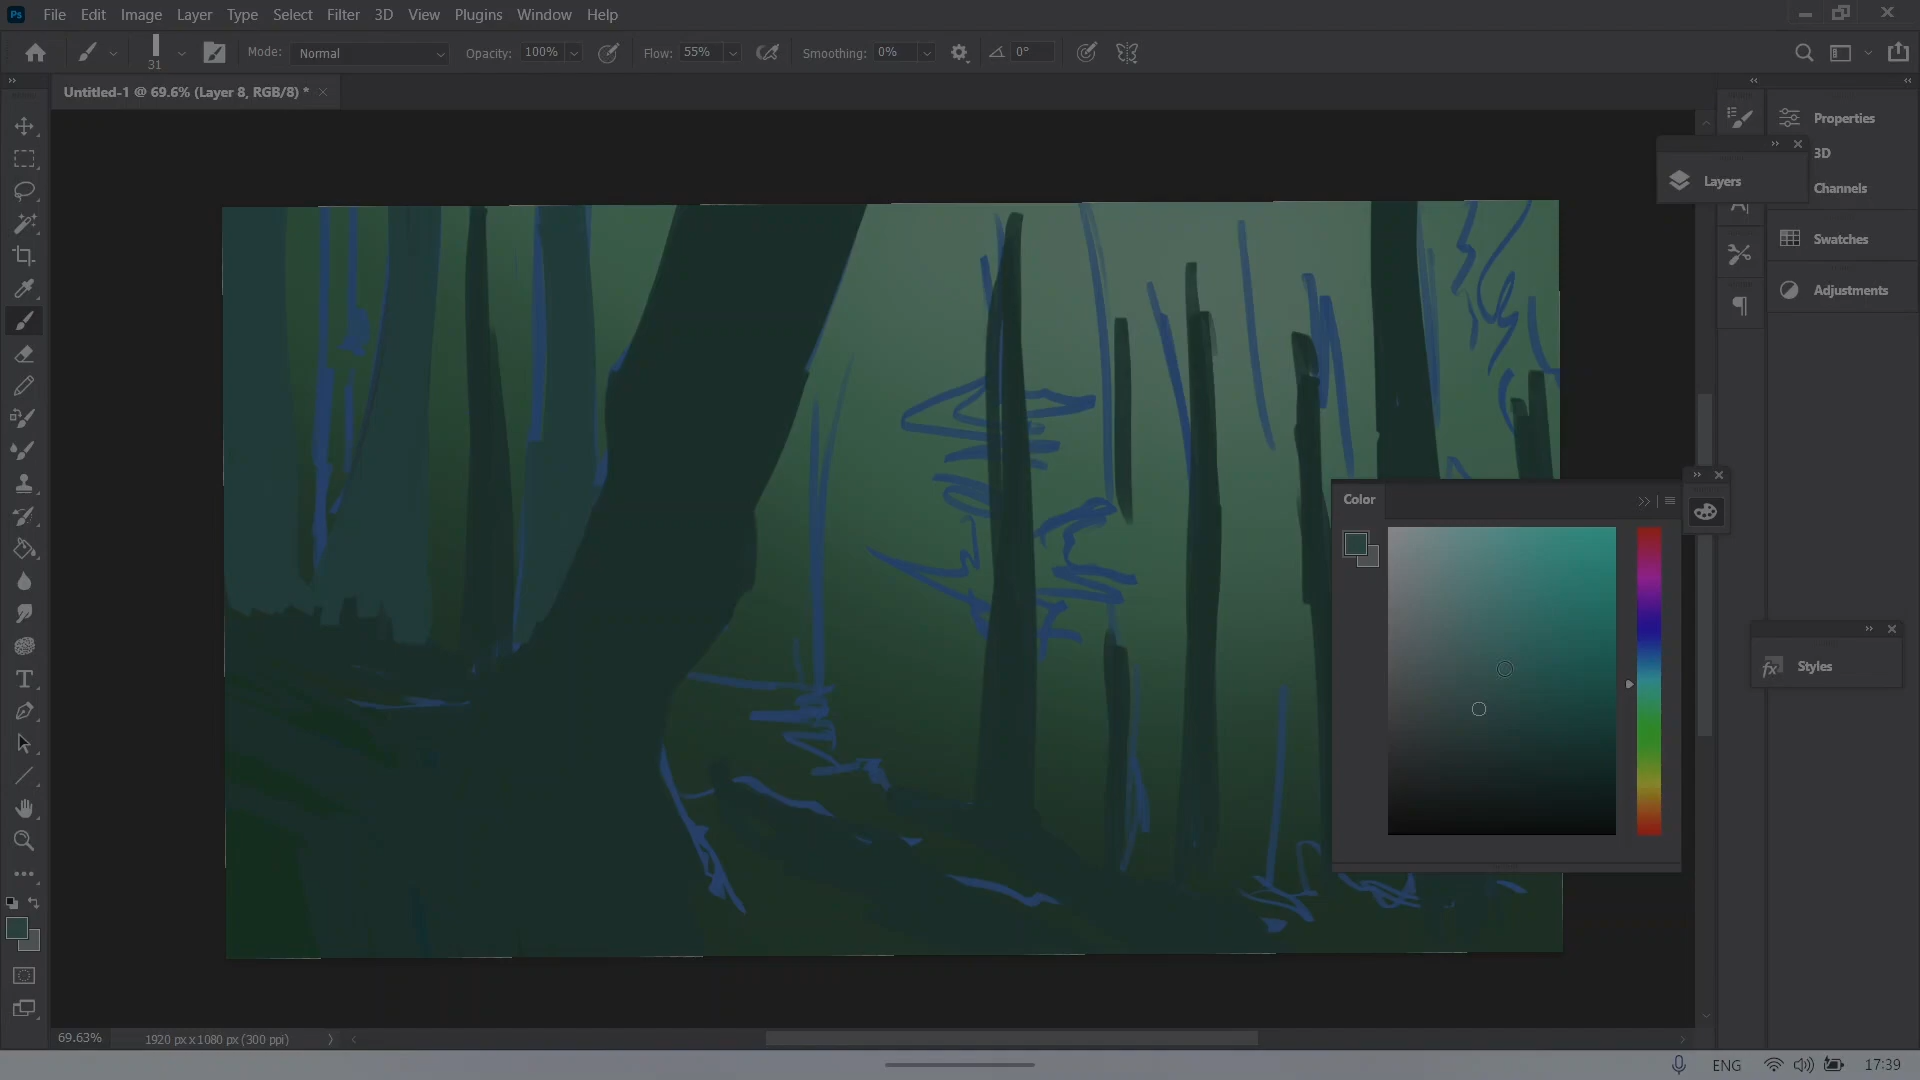 Ps File Edit Image Layer Type Select Filter 3D View Plugins Window Help
31 Mode: Normal Opacity: 100% Flow: 55% Smoothing: 0% 0°
Untitled-1 @ 69.6% (Layer 8, RGB/8) *
Properties
3D
Layers
Channels
Swatches
Adjustments
Color
Styles
69.63% 1920 px x 1080 px (300 ppi)
ENG 17:39